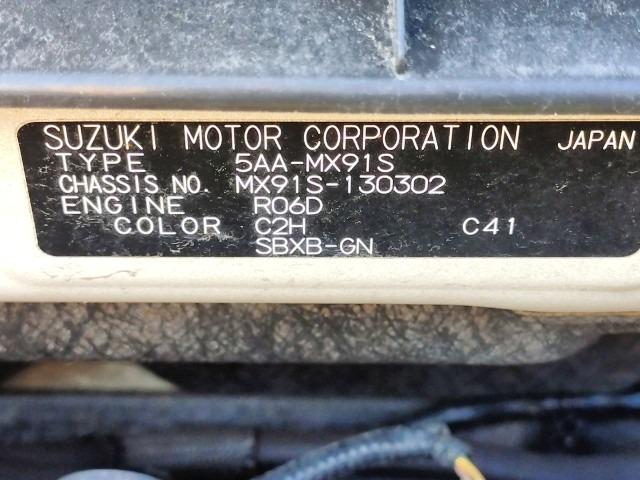 SUZUKI MOTOR CORPORATION JAPAN
TYPE 5AA-MX91S
CHASSIS NO. MX91S-130302
ENGINE R06D
COLOR C2H C41
SBXB-GN